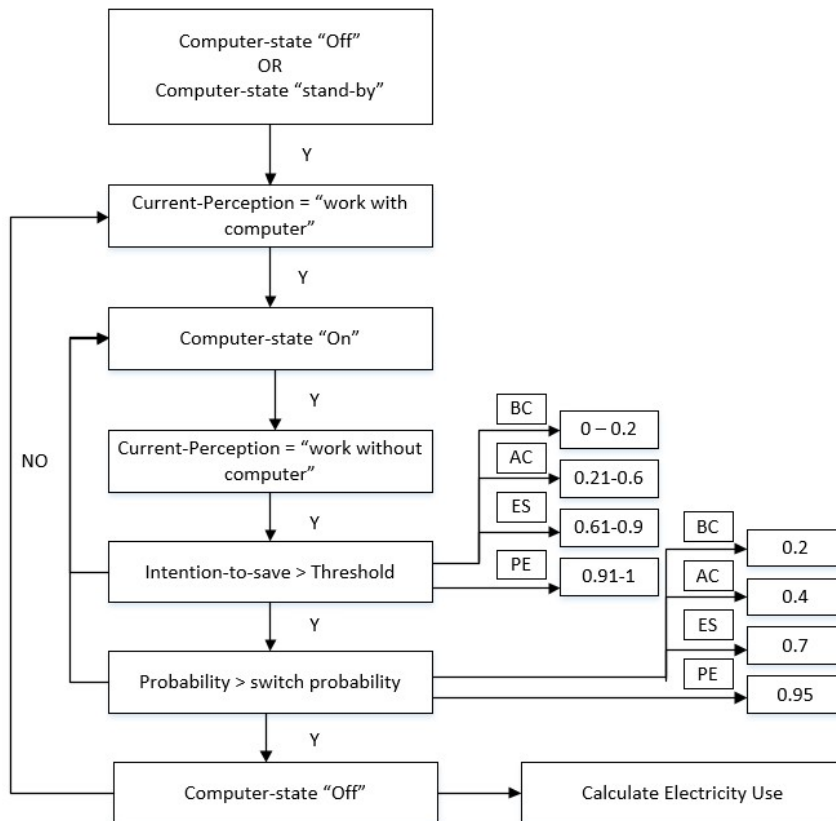 Computer-state “Off”
OR
Computer-state “stand-by”
Y
Current-Perception = “work with
computer”
Y
Computer-state “On”
Y
NO
Current-Perception = “work without
computer”
Y
BC
0 – 0.2
AC
0.21-0.6
ES
0.61-0.9
PE
0.91-1
Intention-to-save > Threshold
Y
BC
0.2
AC
0.4
ES
0.7
PE
0.95
Probability > switch probability
Y
Computer-state “Off”
Calculate Electricity Use